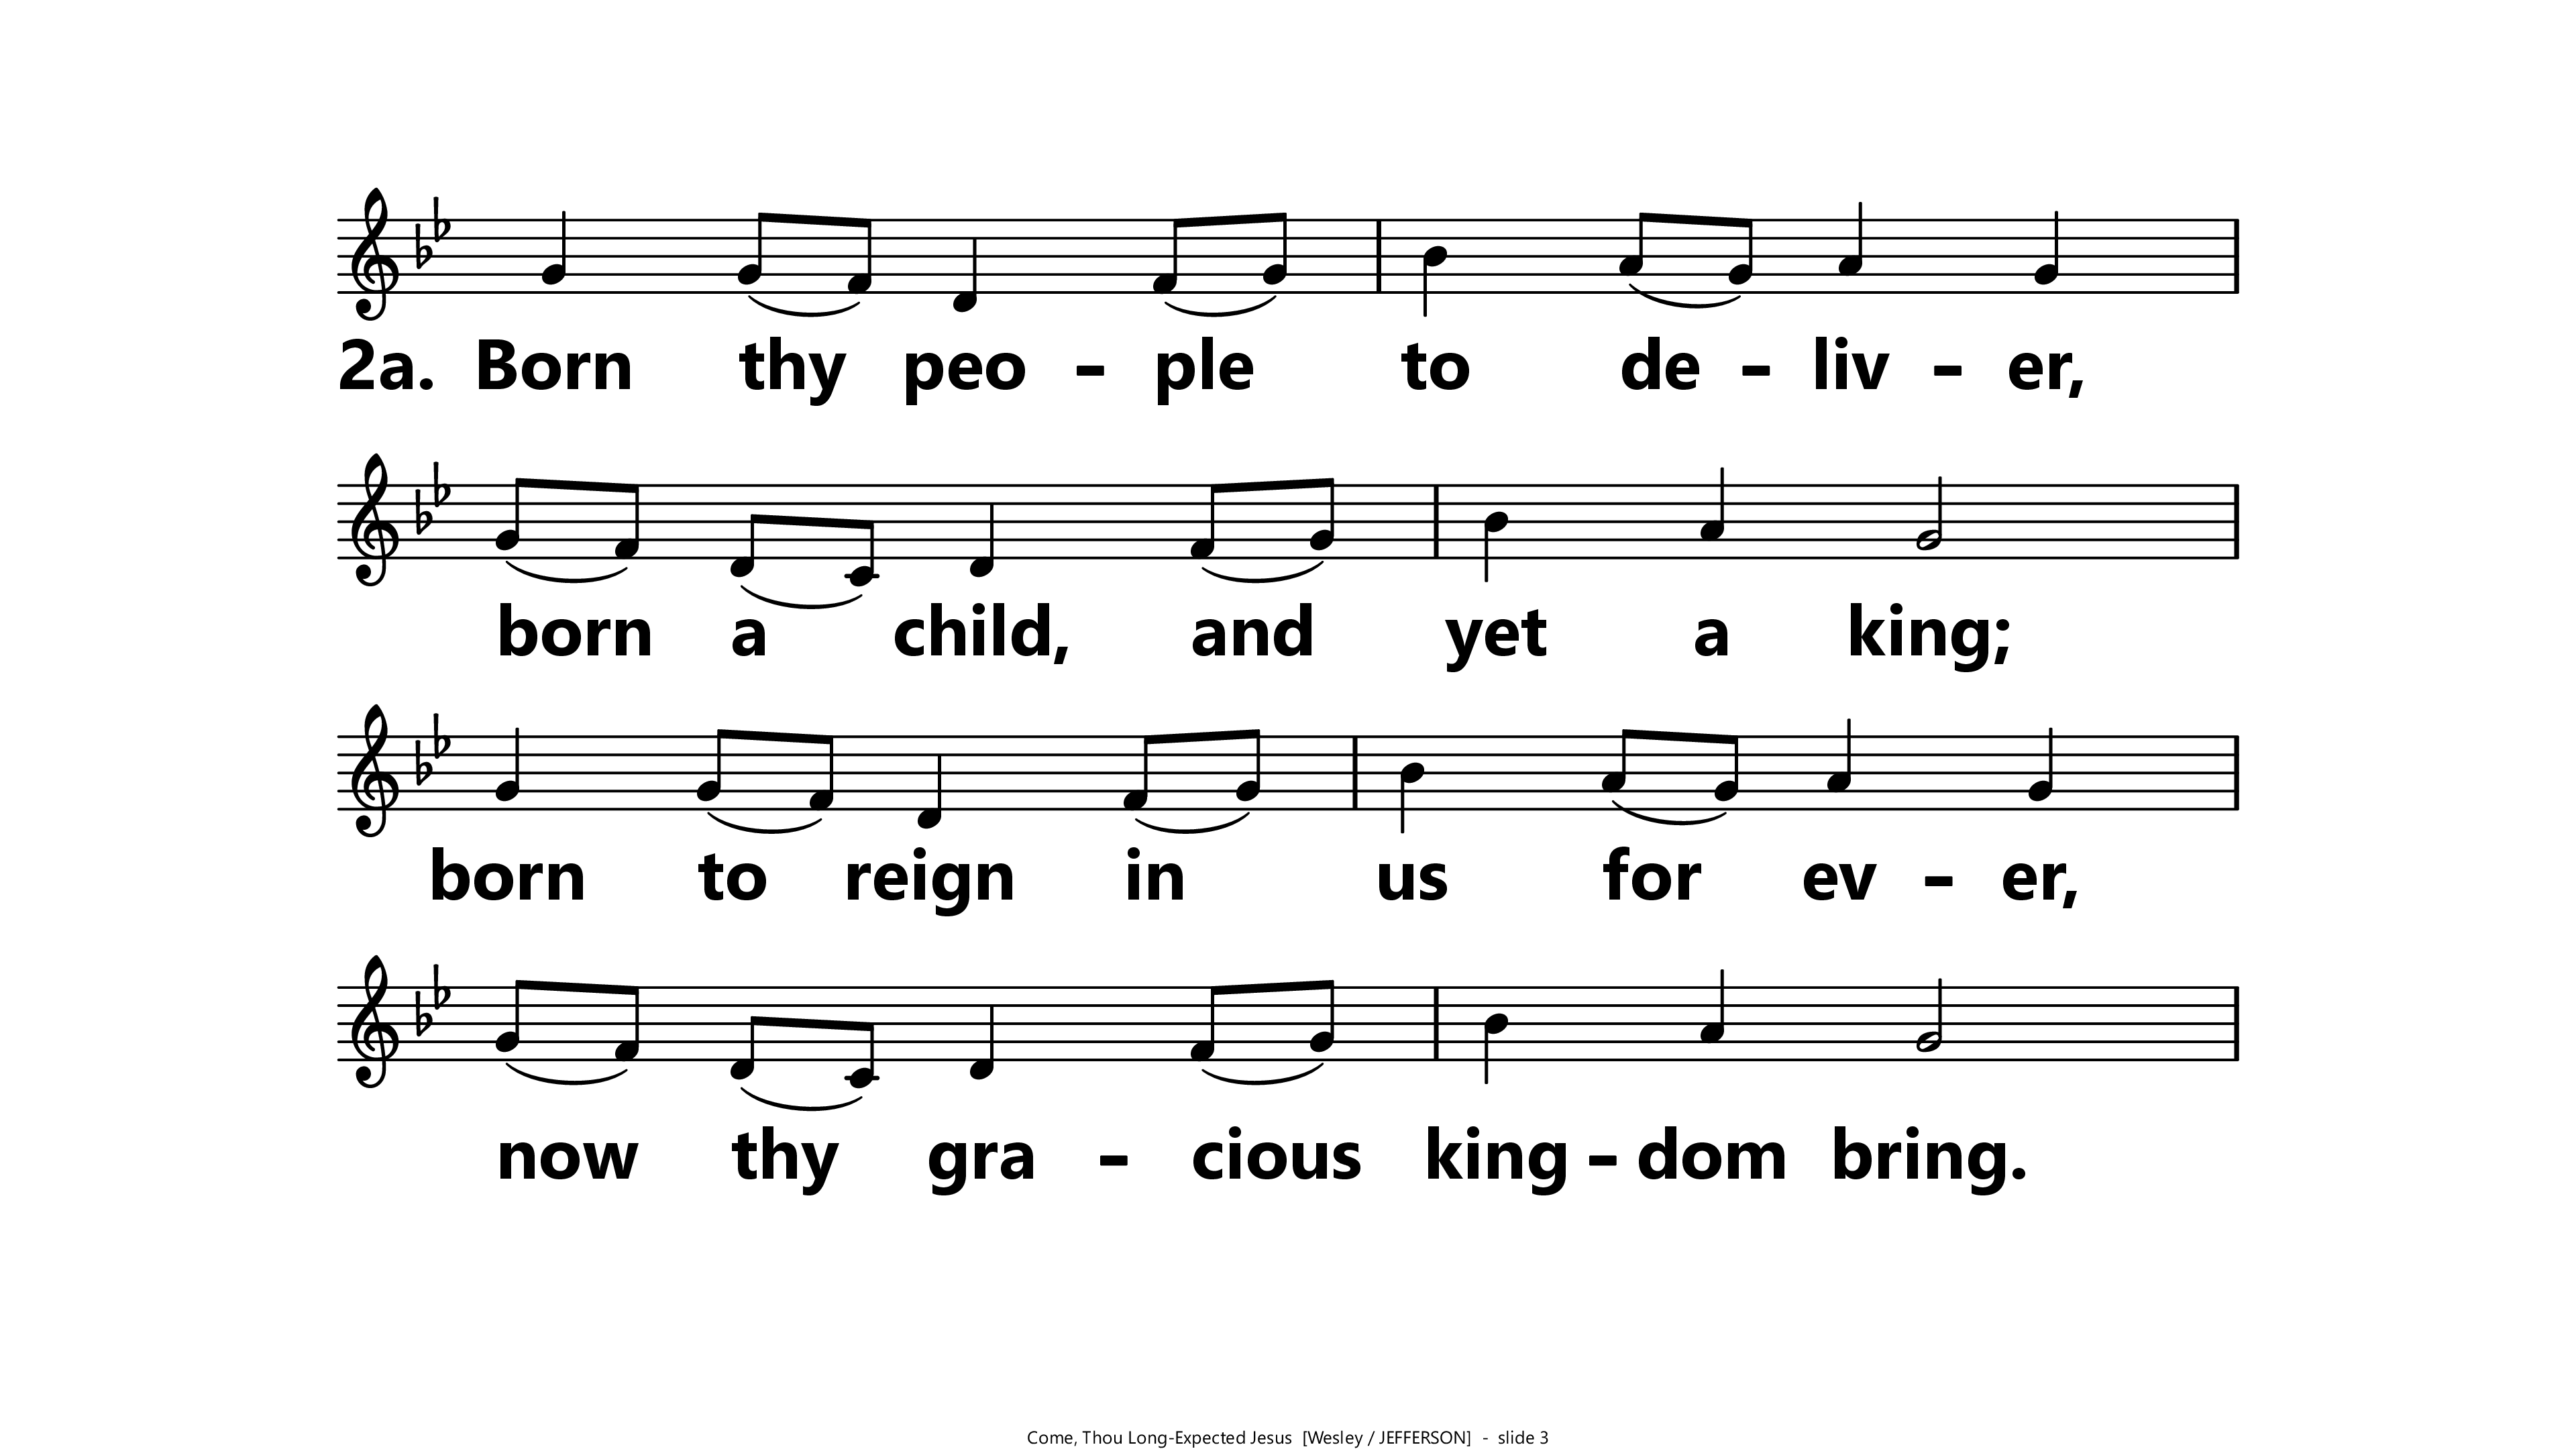 2a. Born thy peo - ple to de - liv - er,
born a child, and yet a king;
born to reign in us for ev - er,
now thy gra - cious king - dom bring.
Come, Thou Long-Expected Jesus [Wesley / JEFFERSON] - slide 3